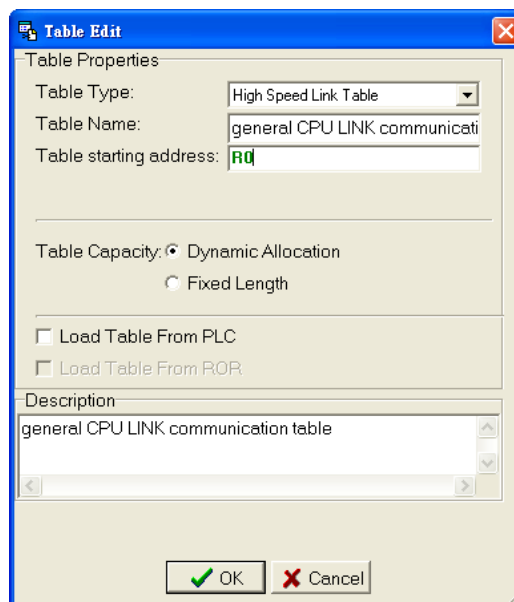 Table Edit
Table Properties
Table Type: High Speed Link Table
Table Name: general CPU LINK communicati
Table starting address: R0
Table Capacity: Dynamic Allocation
Fixed Length
Load Table From PLC
Load Table From ROR
Description
general CPU LINK communication table
OK Cancel